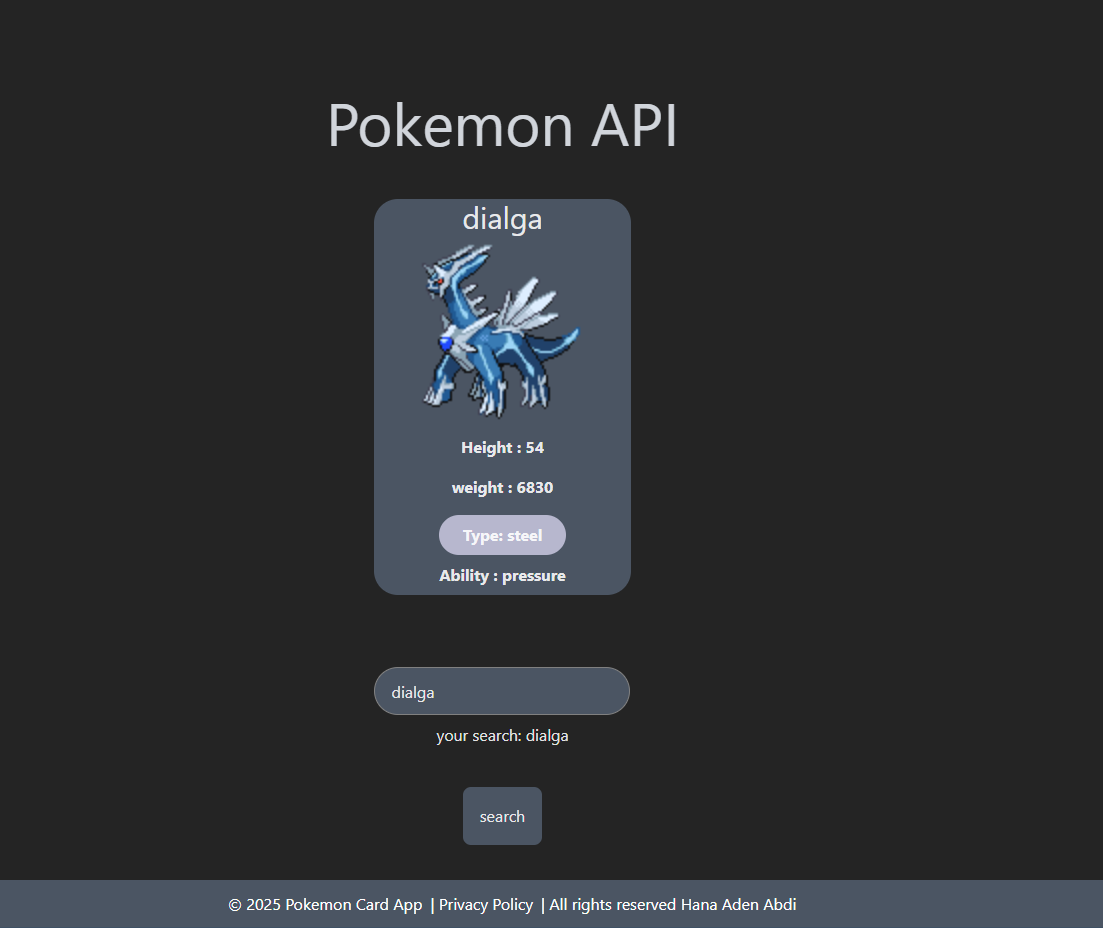 Pokemon API
dialga
Height : 54
weight : 6830
Type: steel
Ability : pressure
dialga
your search: dialga
search
© 2025 Pokemon Card App | Privacy Policy | All rights reserved Hana Aden Abdi